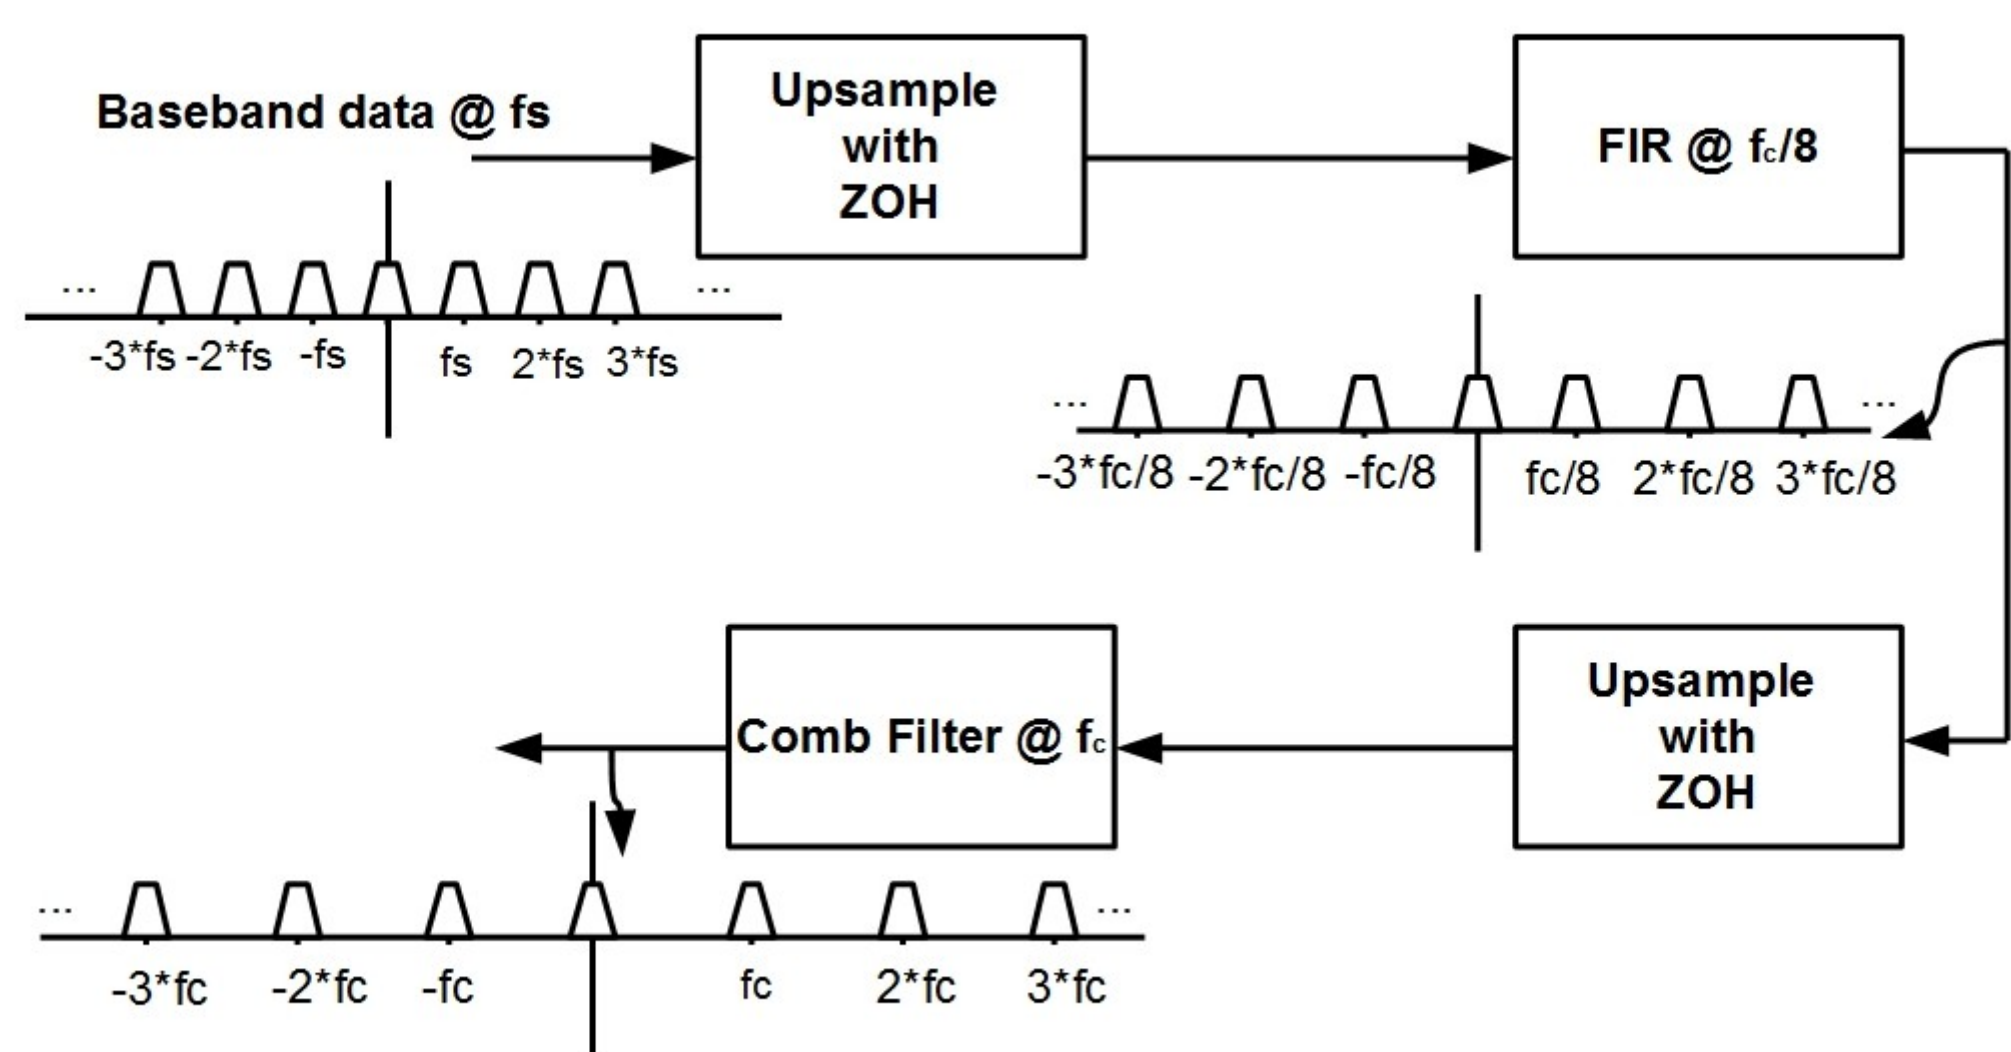 Baseband data @ fs
Upsample
with
ZOH
FIR @ fc/8
... ...
-3*fs -2*fs -fs fs 2*fs 3*fs
... ...
-3*fc/8 -2*fc/8 -fc/8 fc/8 2*fc/8 3*fc/8
Comb Filter @ fc
Upsample
with
ZOH
... ...
-3*fc -2*fc -fc fc 2*fc 3*fc